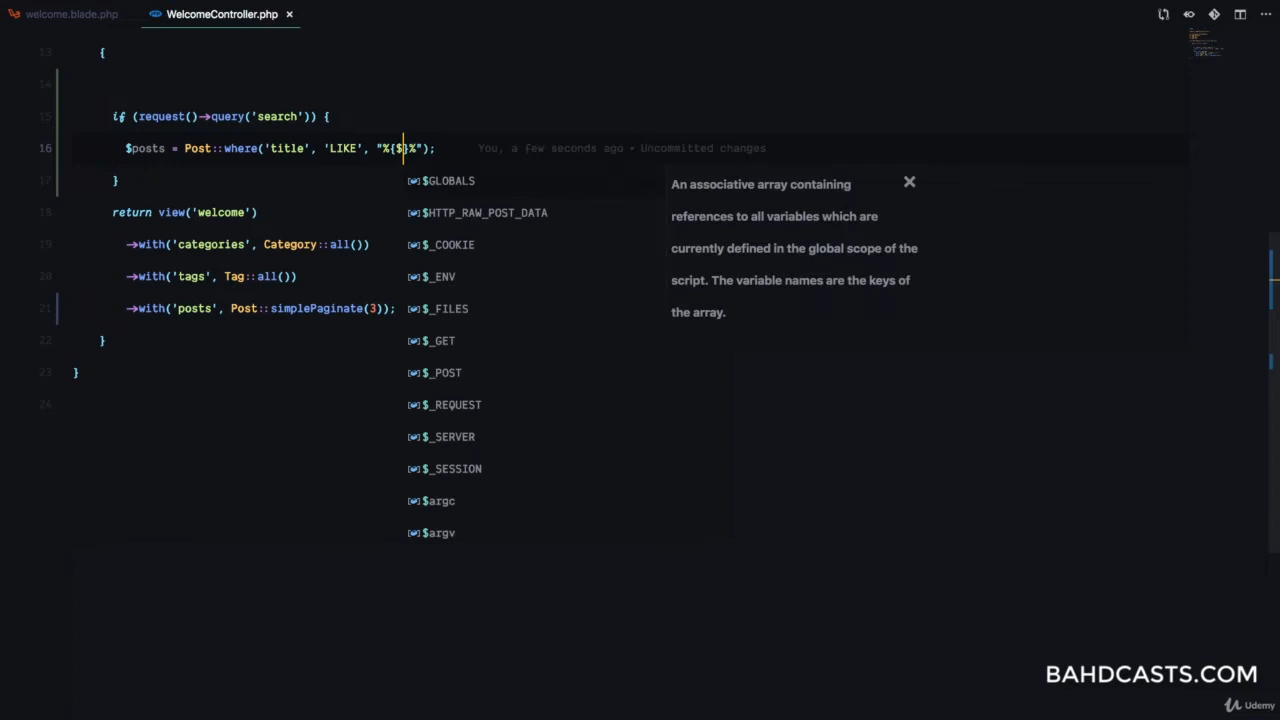 welcome.blade.php WelcomeController.php ×
13 {
14
15 if (request()->query('search')) {
16 $posts = Post::where('title', 'LIKE', "%{$}%"); You, a few seconds ago • Uncommitted changes
17 }
18 return view('welcome')
19 ->with('categories', Category::all())
20 ->with('tags', Tag::all())
21 ->with('posts', Post::simplePaginate(3));
22 }
23 }
24
$GLOBALS
$HTTP_RAW_POST_DATA
$_COOKIE
$_ENV
$_FILES
$_GET
$_POST
$_REQUEST
$_SERVER
$_SESSION
$argc
$argv
An associative array containing
references to all variables which are
currently defined in the global scope of the
script. The variable names are the keys of
the array.
BAHDCASTS.COM
Udemy